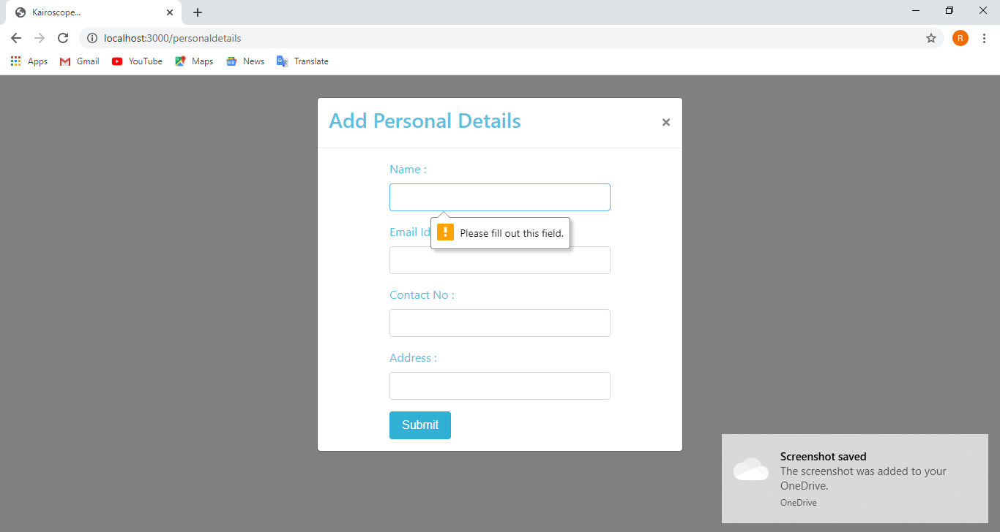 Kairoscope...
localhost:3000/personaldetails
R
Apps
Gmail
YouTube
Maps
News
Translate
Add Personal Details
×
Name :
Email Id
Please fill out this field.
Contact No :
Address :
Submit
Screenshot saved
The screenshot was added to your
OneDrive.
OneDrive